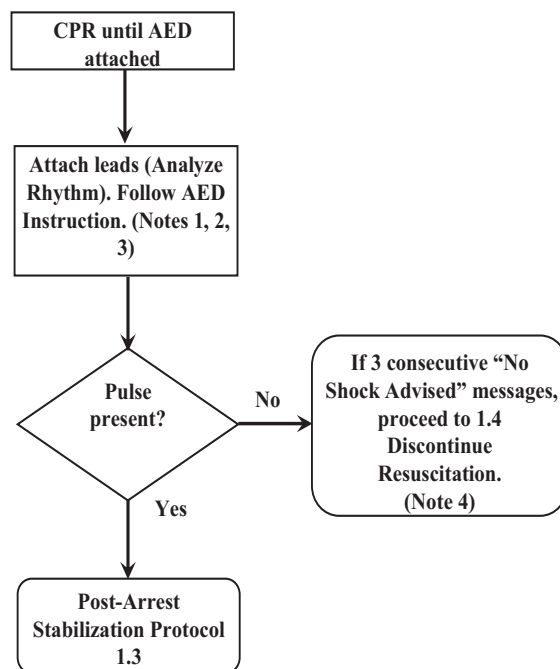 CPR until AED
attached
Attach leads (Analyze
Rhythm). Follow AED
Instruction. (Notes 1, 2,
3)
Pulse
present?
No
If 3 consecutive “No
Shock Advised” messages,
proceed to 1.4
Discontinue
Resuscitation.
(Note 4)
Yes
Post-Arrest
Stabilization Protocol
1.3